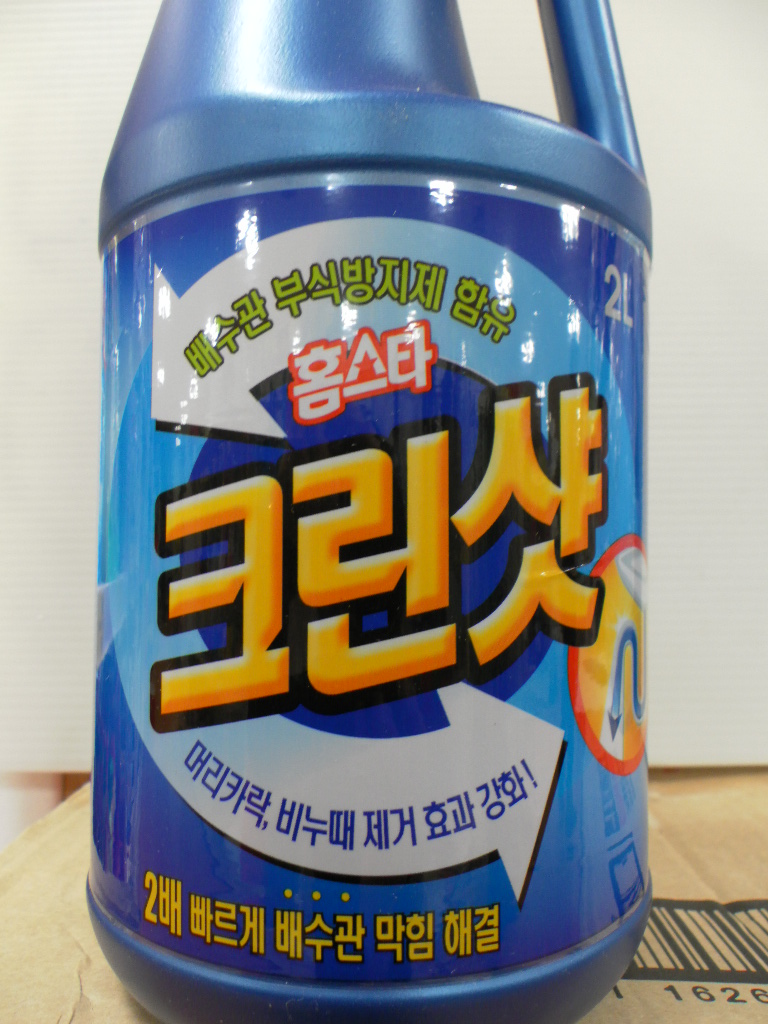 배수관 부식방지제 함유
2L
홈스타
크린샷
머리카락, 비누때 제거 효과 강화!
2배 빠르게 배수관 막힘 해결
1626